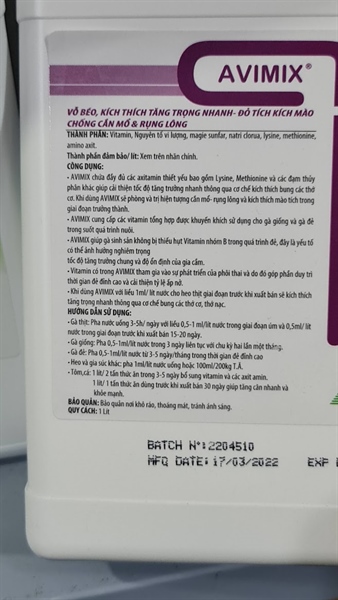 AVIMIX®
VỖ BÉO, KÍCH THÍCH TĂNG TRỌNG NHANH- ĐỎ TÍCH KÍCH MÀO
CHỐNG CẮN MỔ & RỤNG LÔNG
THÀNH PHẦN: Vitamin, Nguyên tố vi lượng, magie sunfar, natri clorua, lysine, methionine,
amino axit.
Thành phần đảm bảo/ lít: Xem trên nhãn chính.
CÔNG DỤNG:
- AVIMIX chứa đầy đủ các axitamin thiết yếu bao gồm Lysine, Methionine và các đạm thủy
phân khác giúp cải thiện tốc độ tăng trưởng nhanh thông qua cơ chế kích thích bung các thớ
cơ. Khi dùng AVIMIX sẽ phòng và trị hiện tượng cắn mổ- rụng lông và kích thích mào tích trong
giai đoạn trưởng thành.
- AVIMIX cung cấp các vitamin tổng hợp được khuyến khích sử dụng cho gà giống và gà đẻ
trong suốt quá trình nuôi.
- AVIMIX giúp gà sinh sản không bị thiếu hụt Vitamin nhóm B trong quá trình đẻ, đây là yếu tố
có thể ảnh hưởng nghiêm trọng
tốc độ tăng trưởng chung và độ ổn định của gia cầm.
- Vitamin có trong AVIMIX tham gia vào sự phát triển của phôi thai và do đó góp phần duy trì
thời gian đẻ đỉnh cao và cải thiện tỷ lệ ấp nở.
- Khi dùng AVIMIX với liều 1ml/ lít nước cho heo thịt giai đoạn trước khi xuất bán sẽ kích thích
tăng trọng nhanh thông qua cơ chế bung các thớ cơ, thớ nạc.
HƯỚNG DẪN SỬ DỤNG:
- Gà thịt: Pha nước uống 3-5h/ ngày với liều 0,5-1 ml/lít nước trong giai đoạn úm và 0,5ml/ lít
nước trong giai đoạn trước khi xuất bán 15-20 ngày.
- Gà giống: Pha 0,5-1ml/lít nước trong 3 ngày liên tục với chu kỳ hai lần một tháng.
- Gà đẻ: Pha 0,5-1ml/lít nước từ 3-5 ngày/tháng trong thời gian đẻ đỉnh cao
- Heo và gia súc khác: pha 1ml/lít nước uống hoặc 100ml/200kg T.Ă.
- Tôm,cá: 1 lít/ 2 tấn thức ăn trong 3-5 ngày bổ sung vitamin và các axit amin.
1 lít/ 1 tấn thức ăn dùng trước khi xuất bán 30 ngày giúp tăng cân nhanh và
khỏe mạnh.
BẢO QUẢN: Bảo quản nơi khô ráo, thoáng mát, tránh ánh sáng.
QUY CÁCH: 1 Lít
BATCH N°:2204510
MFQ DATE:17/03/2022 EXP